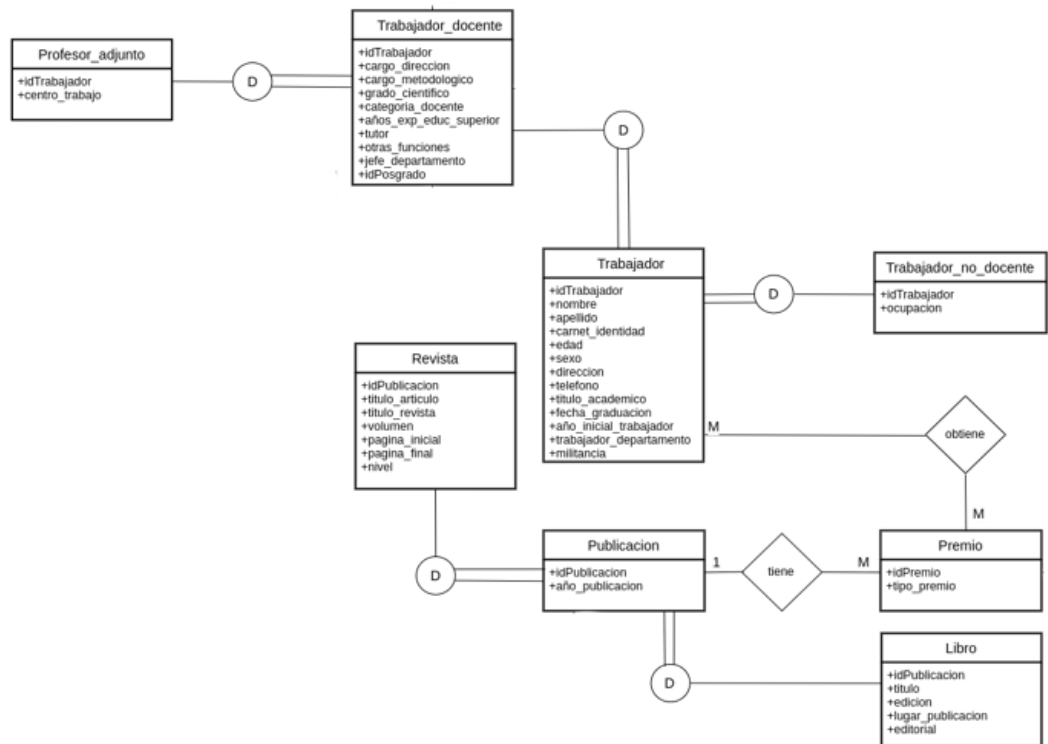 Profesor_adjunto
+idTrabajador
+centro_trabajo
D
Trabajador_docente
+idTrabajador
+cargo_direccion
+cargo_metodologico
+grado_cientifico
+categoria_docente
+años_exp_educ_superior
+tutor
+otras_funciones
+jefe_departamento
+idPosgrado
D
Trabajador
+idTrabajador
+nombre
+apellido
+carnet_identidad
+edad
+sexo
+direccion
+telefono
+titulo_academico
+fecha_graduacion
+año_inicial_trabajador
+trabajador_departamento
+militancia
D
Trabajador_no_docente
+idTrabajador
+ocupacion
M
obtiene
M
Revista
+idPublicacion
+titulo_articulo
+titulo_revista
+volumen
+pagina_inicial
+pagina_final
+nivel
D
Publicacion
+idPublicacion
+año_publicacion
1
tiene
M
Premio
+idPremio
+tipo_premio
D
Libro
+idPublicacion
+titulo
+edicion
+lugar_publicacion
+editorial